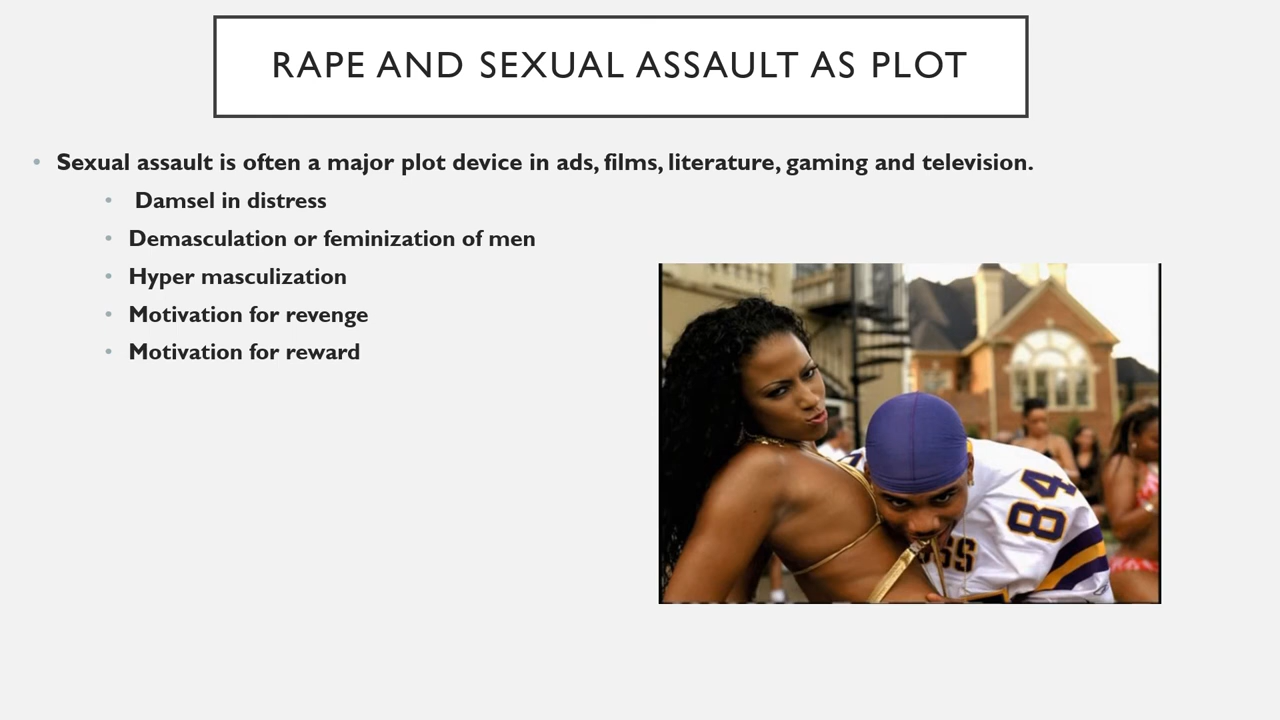 RAPE AND SEXUAL ASSAULT AS PLOT
• Sexual assault is often a major plot device in ads, films, literature, gaming and television.
• Damsel in distress
• Demasculation or feminization of men
• Hyper masculization
• Motivation for revenge
• Motivation for reward
84